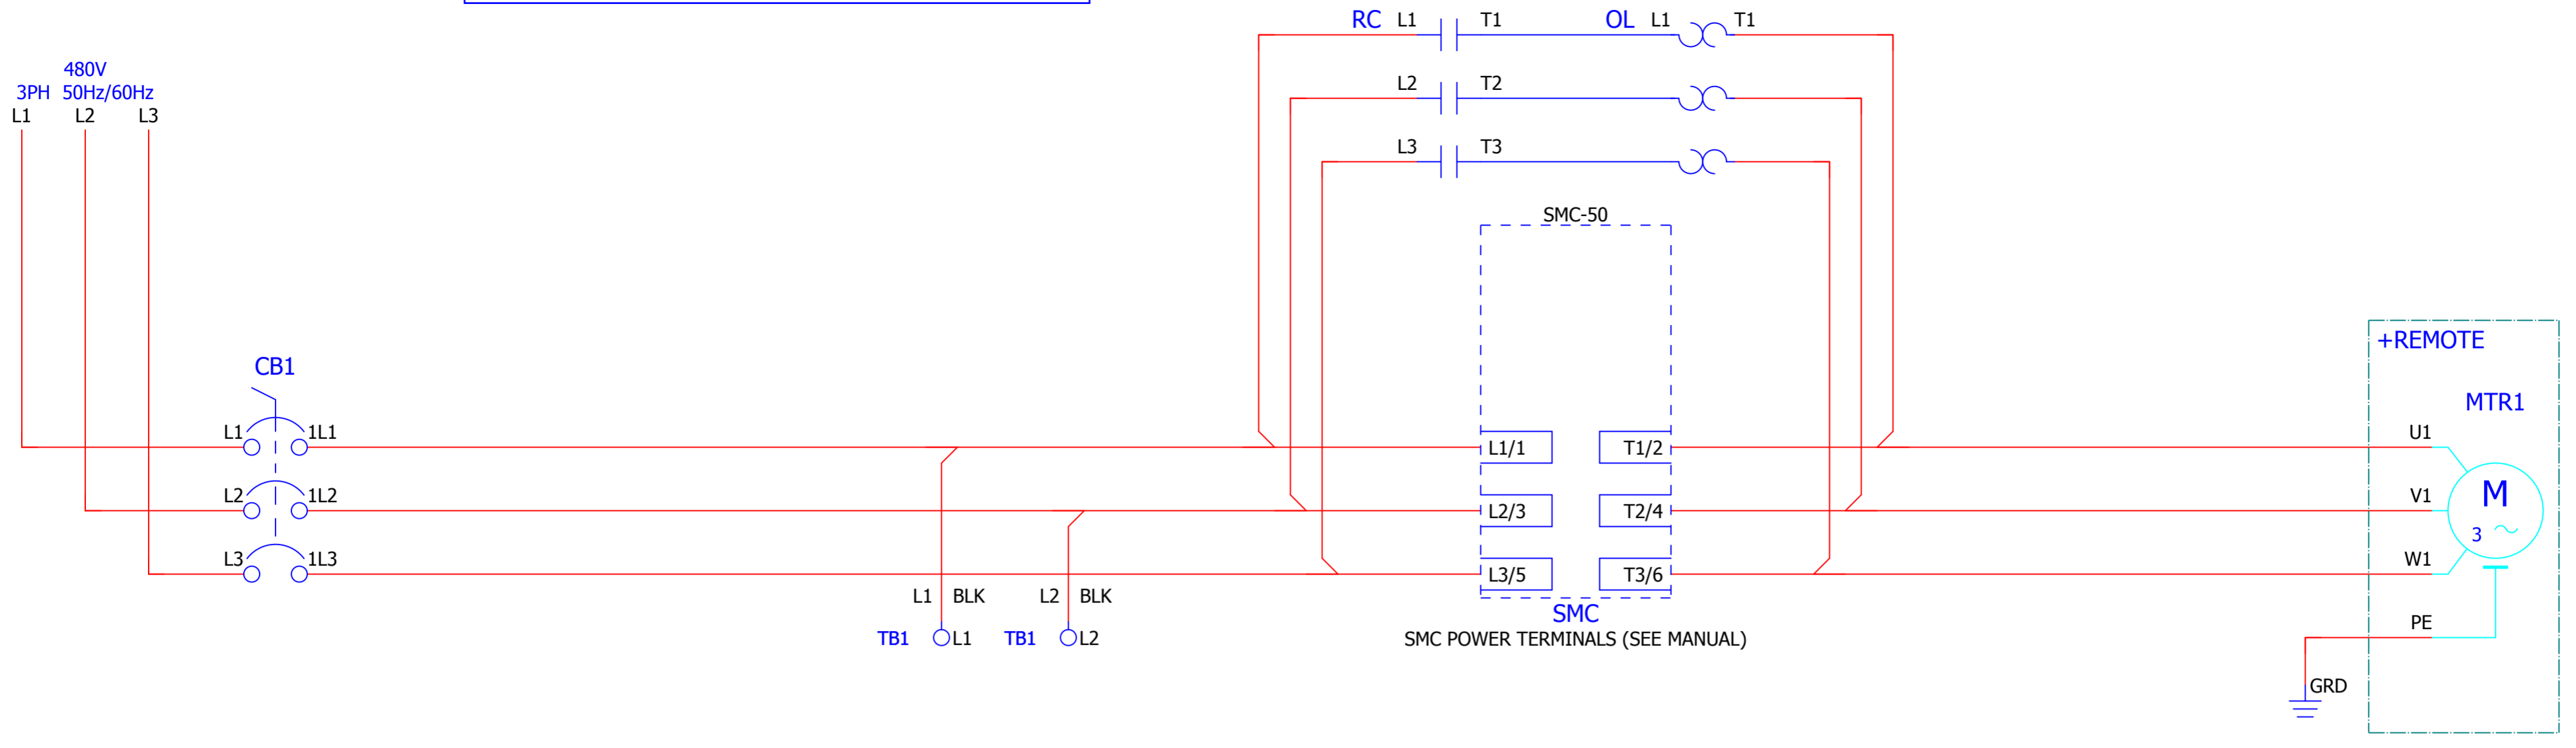 RC L1 T1 OL L1 T1
480V
3PH 50Hz/60Hz
L1 L2 L3
L2 T2
L3 T3
SMC-50
+REMOTE
CB1
MTR1
L1 1L1 L1/1 T1/2 U1
L2 1L2 L2/3 T2/4 V1
M
3 ~
L3 1L3 L3/5 T3/6 W1
L1 BLK L2 BLK
SMC
PE
TB1 L1 TB1 L2 SMC POWER TERMINALS (SEE MANUAL)
GRD